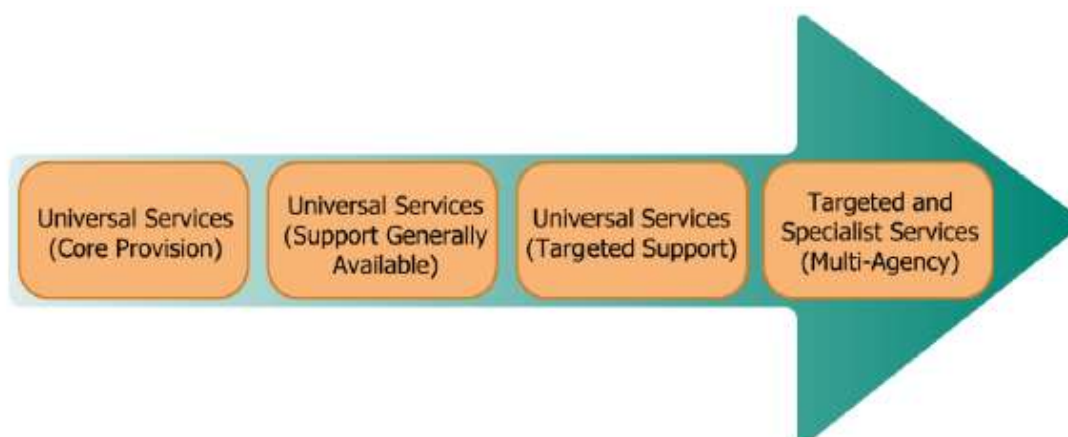 Universal Services
(Core Provision)
Universal Services
(Support Generally
Available)
Universal Services
(Targeted Support)
Targeted and
Specialist Services
(Multi-Agency)